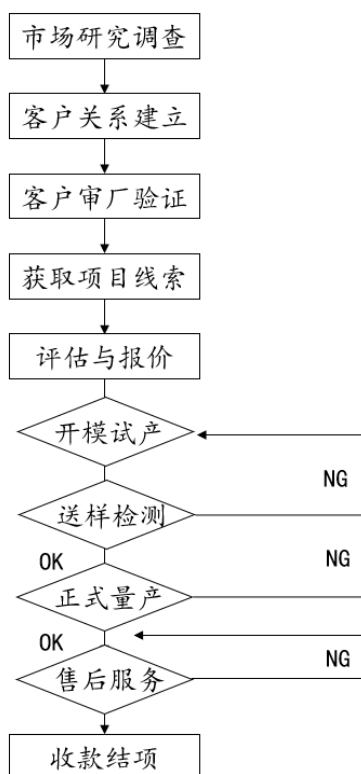 市场研究调查
客户关系建立
客户审厂验证
获取项目线索
评估与报价
开模试产
NG
送样检测
OK
NG
正式量产
OK
NG
售后服务
收款结项